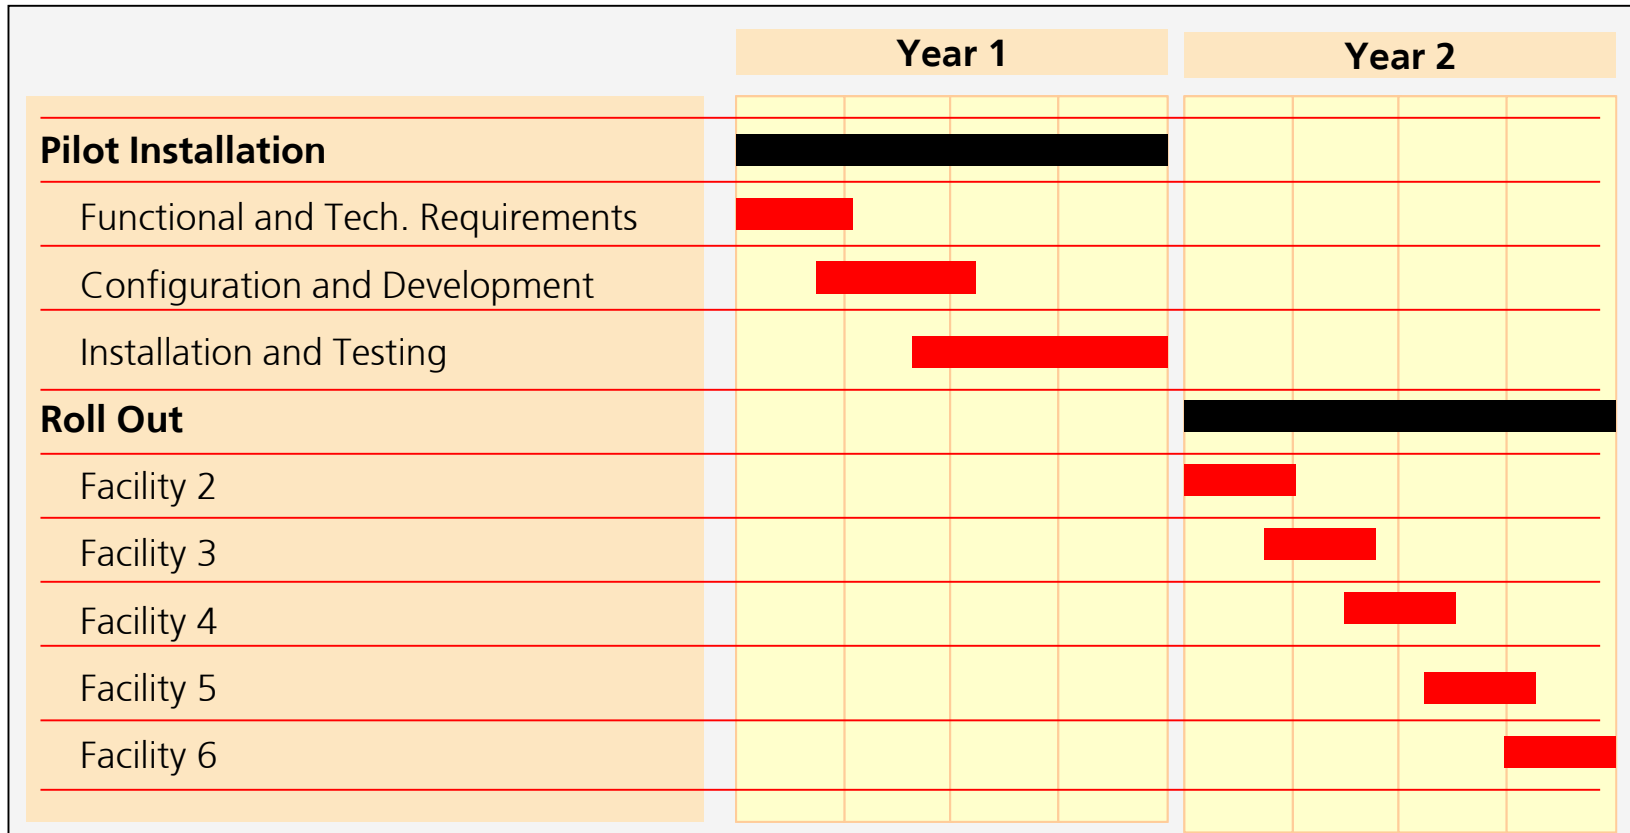 Year 1
Year 2
Pilot Installation
Functional and Tech. Requirements
Configuration and Development
Installation and Testing
Roll Out
Facility 2
Facility 3
Facility 4
Facility 5
Facility 6